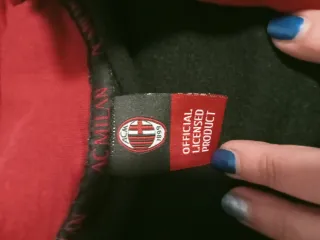 AC MILAN
ACM
1899
OFFICIAL
LICENSED
PRODUCT